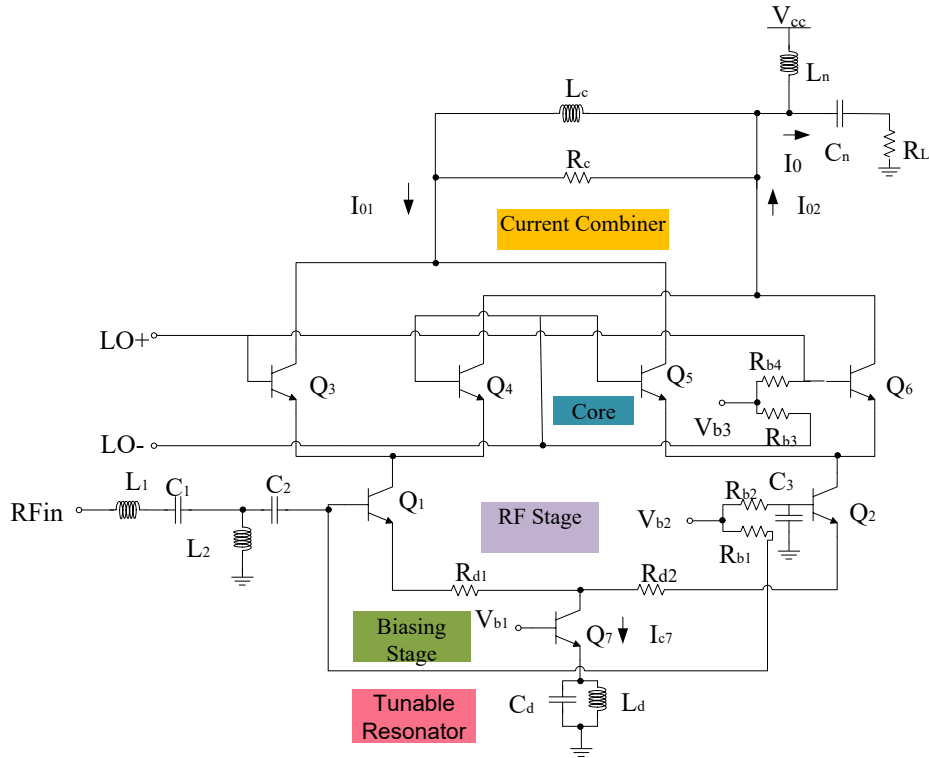 Vcc
Ln
Lc
I0
Cn
RL
Rc
I01
I02
Current Combiner
LO+
Q3
Q4
Q5
Rb4
Q6
Core
Vb3
Rb3
LO-
L1
C1
C2
Q1
RFin
L2
RF Stage
Rb2
C3
Vb2
Q2
Rb1
Rd1
Rd2
Vb1
Biasing
Stage
Q7
Ic7
Tunable
Resonator
Cd
Ld